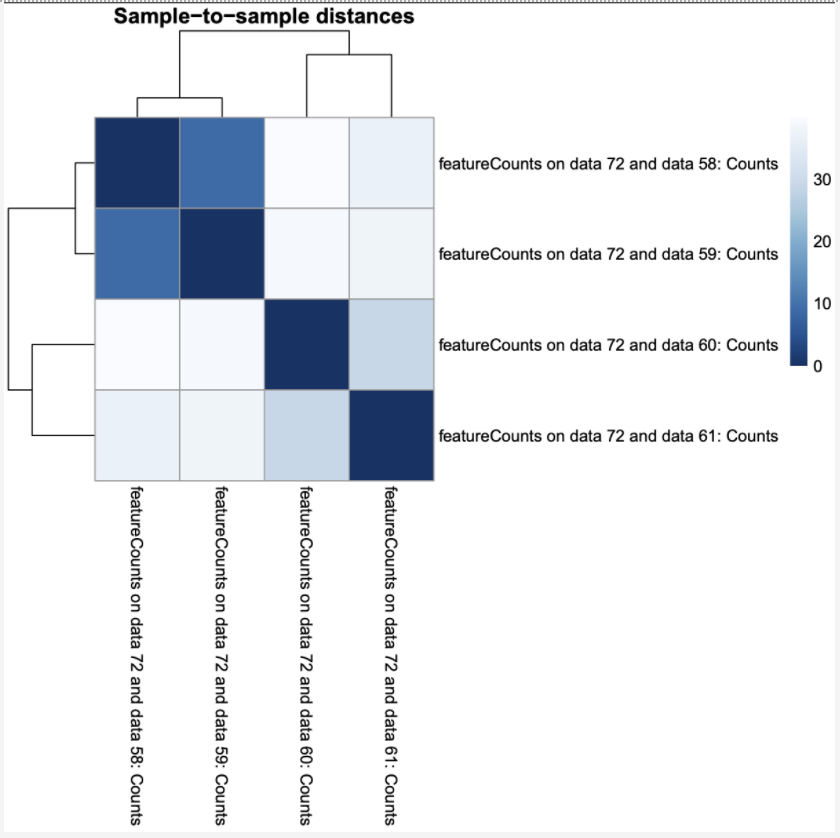 Sample−to−sample distances
featureCounts on data 72 and data 58: Counts
featureCounts on data 72 and data 59: Counts
featureCounts on data 72 and data 60: Counts
featureCounts on data 72 and data 61: Counts
30
20
10
0
featureCounts on data 72 and data 58: Counts
featureCounts on data 72 and data 59: Counts
featureCounts on data 72 and data 60: Counts
featureCounts on data 72 and data 61: Counts